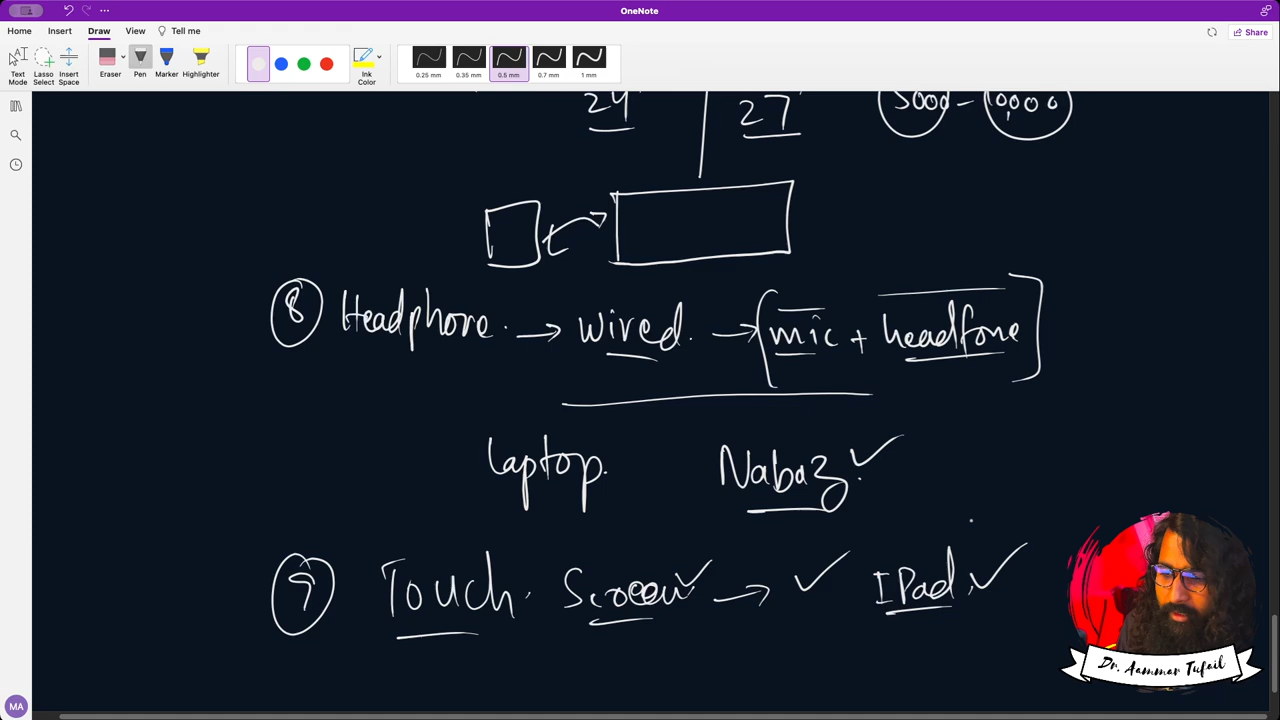 OneNote
Home Insert Draw View Tell me
Share
Text Mode
Lasso Select
Insert Space
Eraser
Pen
Marker
Highlighter
Ink Color
0.25 mm
0.35 mm
0.5 mm
0.7 mm
1 mm
24" 27" 5000 - 10,000
8 Headphone. → wired. → [mic + headfone]
laptop. Nabaz ✓
9 Touch. Screen ✓ → ✓ IPad ✓
Dr. Aammar Tufail
MA